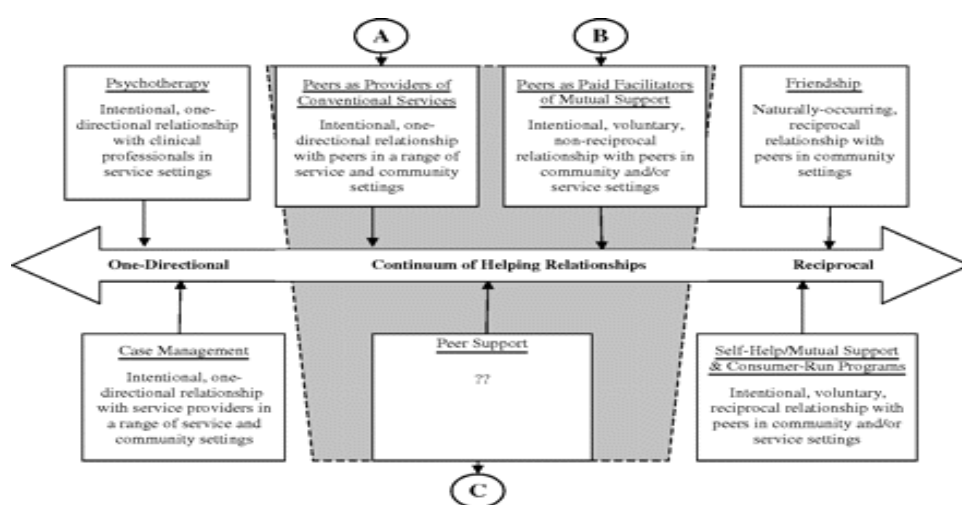 A
B
Psychotherapy
Intentional, one-
directional relationship
with clinical
professionals in
service settings
Peers as Providers of
Conventional Services
Intentional, one-
directional relationship
with peers in a range of
service and community
settings
Peers as Paid Facilitators
of Mutual Support
Intentional, voluntary,
non-reciprocal
relationship with peers in
community and/or
service settings
Friendship
Naturally-occurring,
reciprocal
relationship with
peers in community
settings
One-Directional
Continuum of Helping Relationships
Reciprocal
Case Management
Intentional, one-
directional relationship
with service providers in
a range of service and
community settings
Peer Support
??
Self-Help/Mutual Support
& Consumer-Run Programs
Intentional, voluntary,
reciprocal relationship with
peers in community and/or
service settings
C